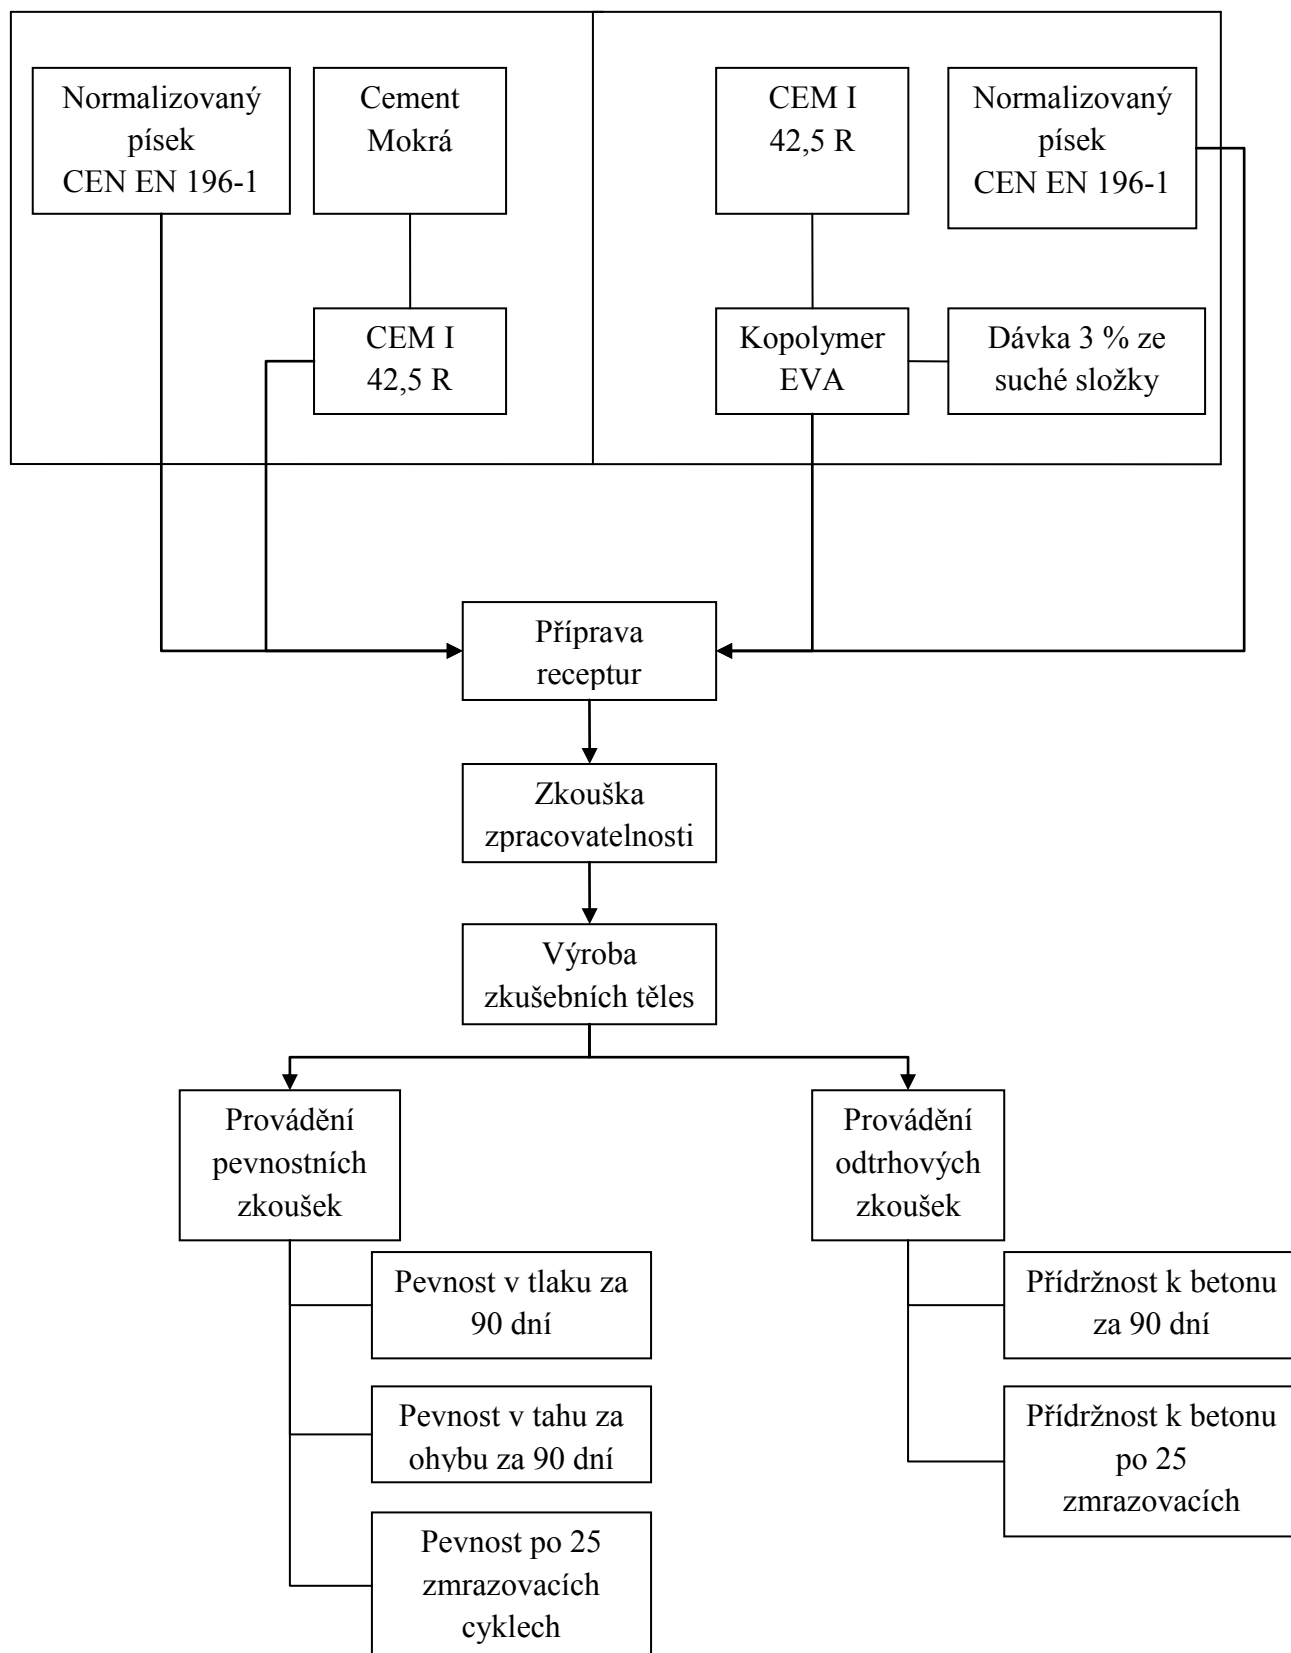 Normalizovaný
písek
CEN EN 196-1
Cement
Mokrá
CEM I
42,5 R
Normalizovaný
písek
CEN EN 196-1
CEM I
42,5 R
Kopolymer
EVA
Dávka 3 % ze
suché složky
Příprava
receptur
Zkouška
zpracovatelnosti
Výroba
zkušebních těles
Provádění
pevnostních
zkoušek
Provádění
odtrhových
zkoušek
Pevnost v tlaku za
90 dní
Přídržnost k betonu
za 90 dní
Pevnost v tahu za
ohybu za 90 dní
Přídržnost k betonu
po 25
zmrazovacích
Pevnost po 25
zmrazovacích
cyklech